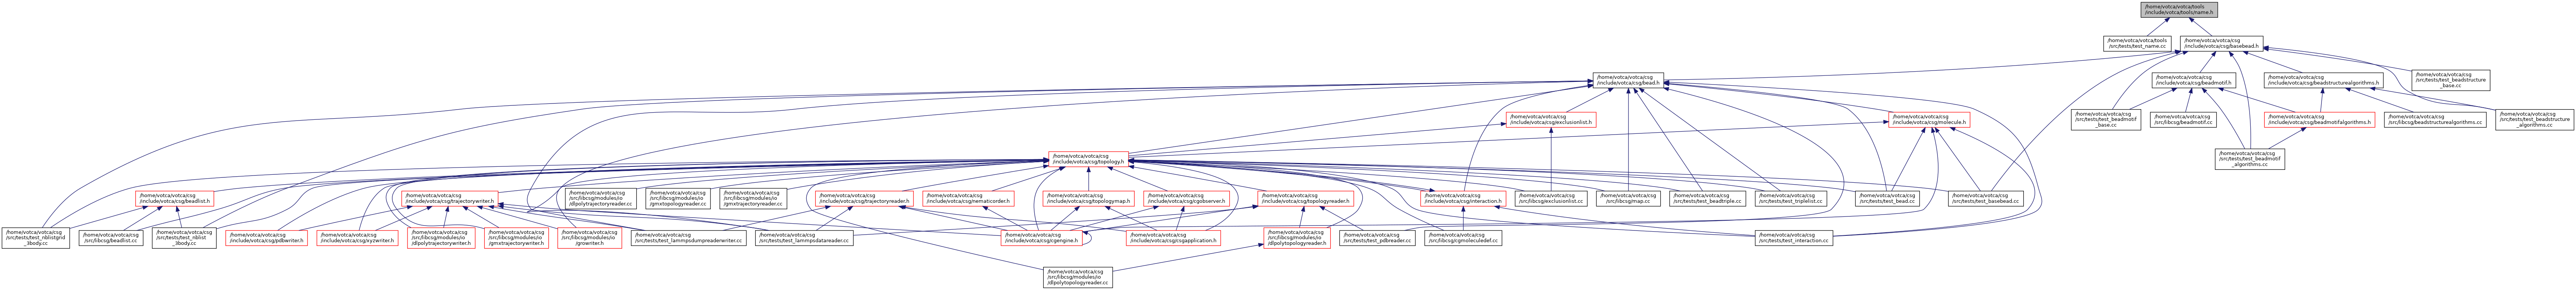 /home/votca/votca/tools
/include/votca/tools/name.h
/home/votca/votca/tools
/src/tests/test_name.cc
/home/votca/votca/csg
/include/votca/csg/basebead.h
/home/votca/votca/csg
/include/votca/csg/bead.h
/home/votca/votca/csg
/include/votca/csg/beadmotif.h
/home/votca/votca/csg
/include/votca/csg/beadstructurealgorithms.h
/home/votca/votca/csg
/src/tests/test_beadstructure
_base.cc
/home/votca/votca/csg
/include/votca/csg/exclusionlist.h
/home/votca/votca/csg
/include/votca/csg/molecule.h
/home/votca/votca/csg
/src/tests/test_beadmotif
_base.cc
/home/votca/votca/csg
/src/libcsg/beadmotif.cc
/home/votca/votca/csg
/include/votca/csg/beadmotifalgorithms.h
/home/votca/votca/csg
/src/libcsg/beadstructurealgorithms.cc
/home/votca/votca/csg
/src/tests/test_beadstructure
_algorithms.cc
/home/votca/votca/csg
/include/votca/csg/topology.h
/home/votca/votca/csg
/src/tests/test_beadmotif
_algorithms.cc
/home/votca/votca/csg
/include/votca/csg/beadlist.h
/home/votca/votca/csg
/include/votca/csg/trajectorywriter.h
/home/votca/votca/csg
/src/libcsg/modules/io
/dlpolytrajectoryreader.cc
/home/votca/votca/csg
/src/libcsg/modules/io
/gmxtopologyreader.cc
/home/votca/votca/csg
/src/libcsg/modules/io
/gmxtrajectoryreader.cc
/home/votca/votca/csg
/include/votca/csg/trajectoryreader.h
/home/votca/votca/csg
/include/votca/csg/nematicorder.h
/home/votca/votca/csg
/include/votca/csg/topologymap.h
/home/votca/votca/csg
/include/votca/csg/cgobserver.h
/home/votca/votca/csg
/include/votca/csg/topologyreader.h
/home/votca/votca/csg
/include/votca/csg/interaction.h
/home/votca/votca/csg
/src/libcsg/exclusionlist.cc
/home/votca/votca/csg
/src/libcsg/map.cc
/home/votca/votca/csg
/src/tests/test_beadtriple.cc
/home/votca/votca/csg
/src/tests/test_triplelist.cc
/home/votca/votca/csg
/src/tests/test_bead.cc
/home/votca/votca/csg
/src/tests/test_basebead.cc
/home/votca/votca/csg
/src/tests/test_nblistgrid
_3body.cc
/home/votca/votca/csg
/src/libcsg/beadlist.cc
/home/votca/votca/csg
/src/tests/test_nblist
_3body.cc
/home/votca/votca/csg
/include/votca/csg/pdbwriter.h
/home/votca/votca/csg
/include/votca/csg/xyzwriter.h
/home/votca/votca/csg
/src/libcsg/modules/io
/dlpolytrajectorywriter.h
/home/votca/votca/csg
/src/libcsg/modules/io
/gmxtrajectorywriter.h
/home/votca/votca/csg
/src/libcsg/modules/io
/growriter.h
/home/votca/votca/csg
/src/tests/test_lammpsdumpreaderwriter.cc
/home/votca/votca/csg
/src/tests/test_lammpsdatareader.cc
/home/votca/votca/csg
/include/votca/csg/cgengine.h
/home/votca/votca/csg
/include/votca/csg/csgapplication.h
/home/votca/votca/csg
/src/libcsg/modules/io
/dlpolytopologyreader.h
/home/votca/votca/csg
/src/tests/test_pdbreader.cc
/home/votca/votca/csg
/src/libcsg/cgmoleculedef.cc
/home/votca/votca/csg
/src/tests/test_interaction.cc
/home/votca/votca/csg
/src/libcsg/modules/io
/dlpolytopologyreader.cc